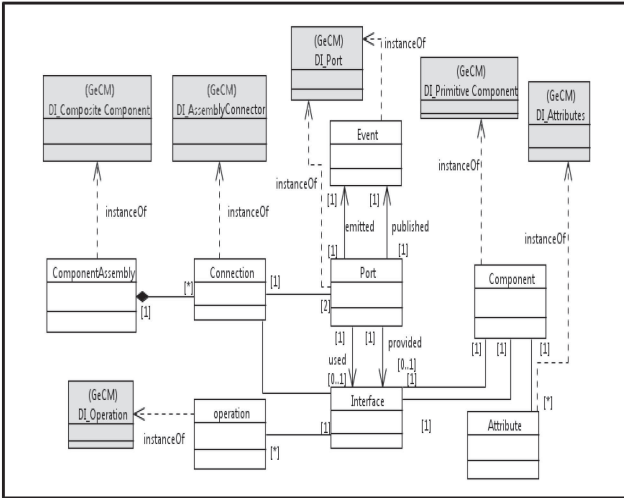 (GeCM)
DI_Port
instanceOf
(GeCM)
DI_Composite Component
(GeCM)
DI_AssemblyConnector
(GeCM)
DI_Primitive Component
(GeCM)
DI_Attributes
Event
instanceOf
instanceOf
instanceOf
instanceOf
instanceOf
[1]
[1]
emitted
published
[1]
[1]
ComponentAssembly
[1]
[*]
Connection
[1]
[2]
Port
Component
[1]
[1]
used
provided
[0..1]
[0..1]
[1]
[1]
[1]
[1]
(GeCM)
DI_Operation
instanceOf
operation
[*]
[1]
Interface
[1]
[*]
Attribute